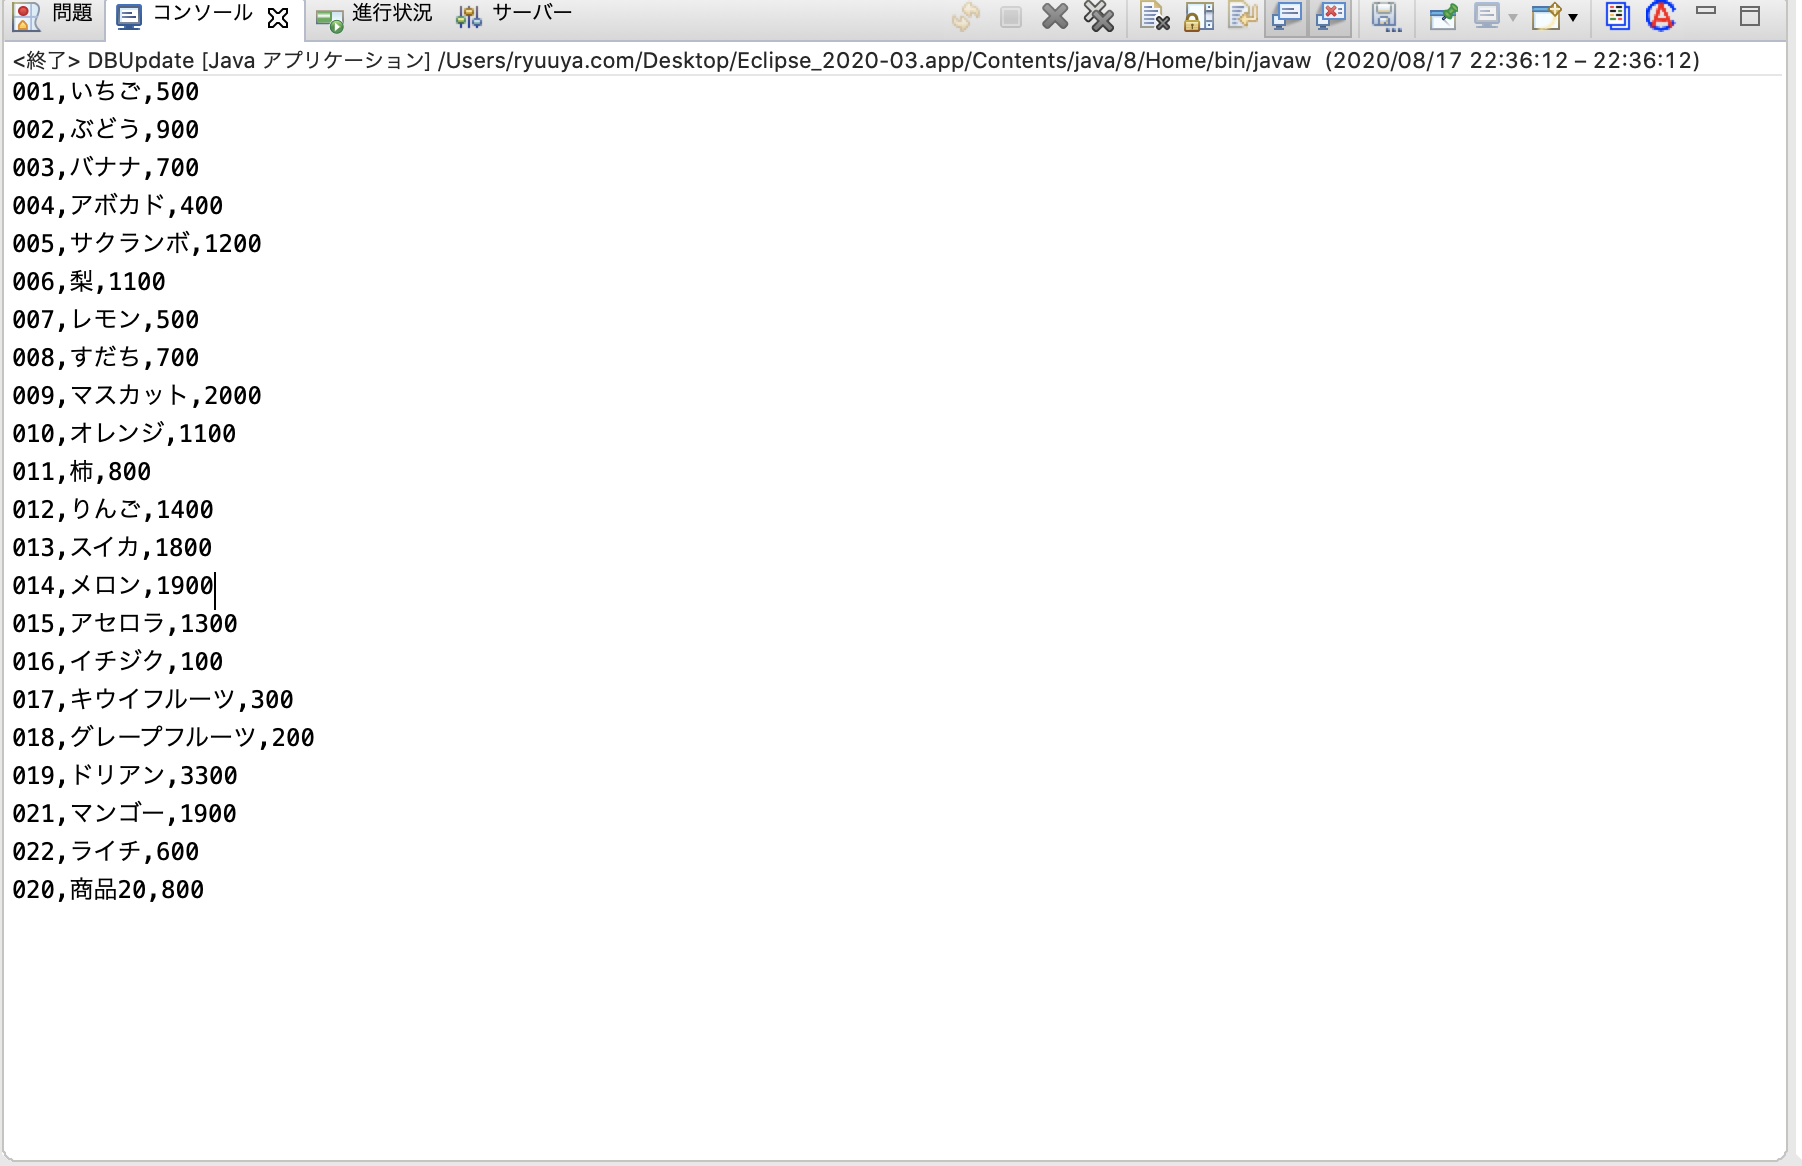 問題 コンソール 進行状況 サーバー
<終了> DBUpdate [Java アプリケーション] /Users/ryuuya.com/Desktop/Eclipse_2020-03.app/Contents/java/8/Home/bin/javaw  (2020/08/17 22:36:12 – 22:36:12)
001,いちご,500
002,ぶどう,900
003,バナナ,700
004,アボカド,400
005,サクランボ,1200
006,梨,1100
007,レモン,500
008,すだち,700
009,マスカット,2000
010,オレンジ,1100
011,柿,800
012,りんご,1400
013,スイカ,1800
014,メロン,1900
015,アセロラ,1300
016,イチジク,100
017,キウイフルーツ,300
018,グレープフルーツ,200
019,ドリアン,3300
021,マンゴー,1900
022,ライチ,600
020,商品20,800